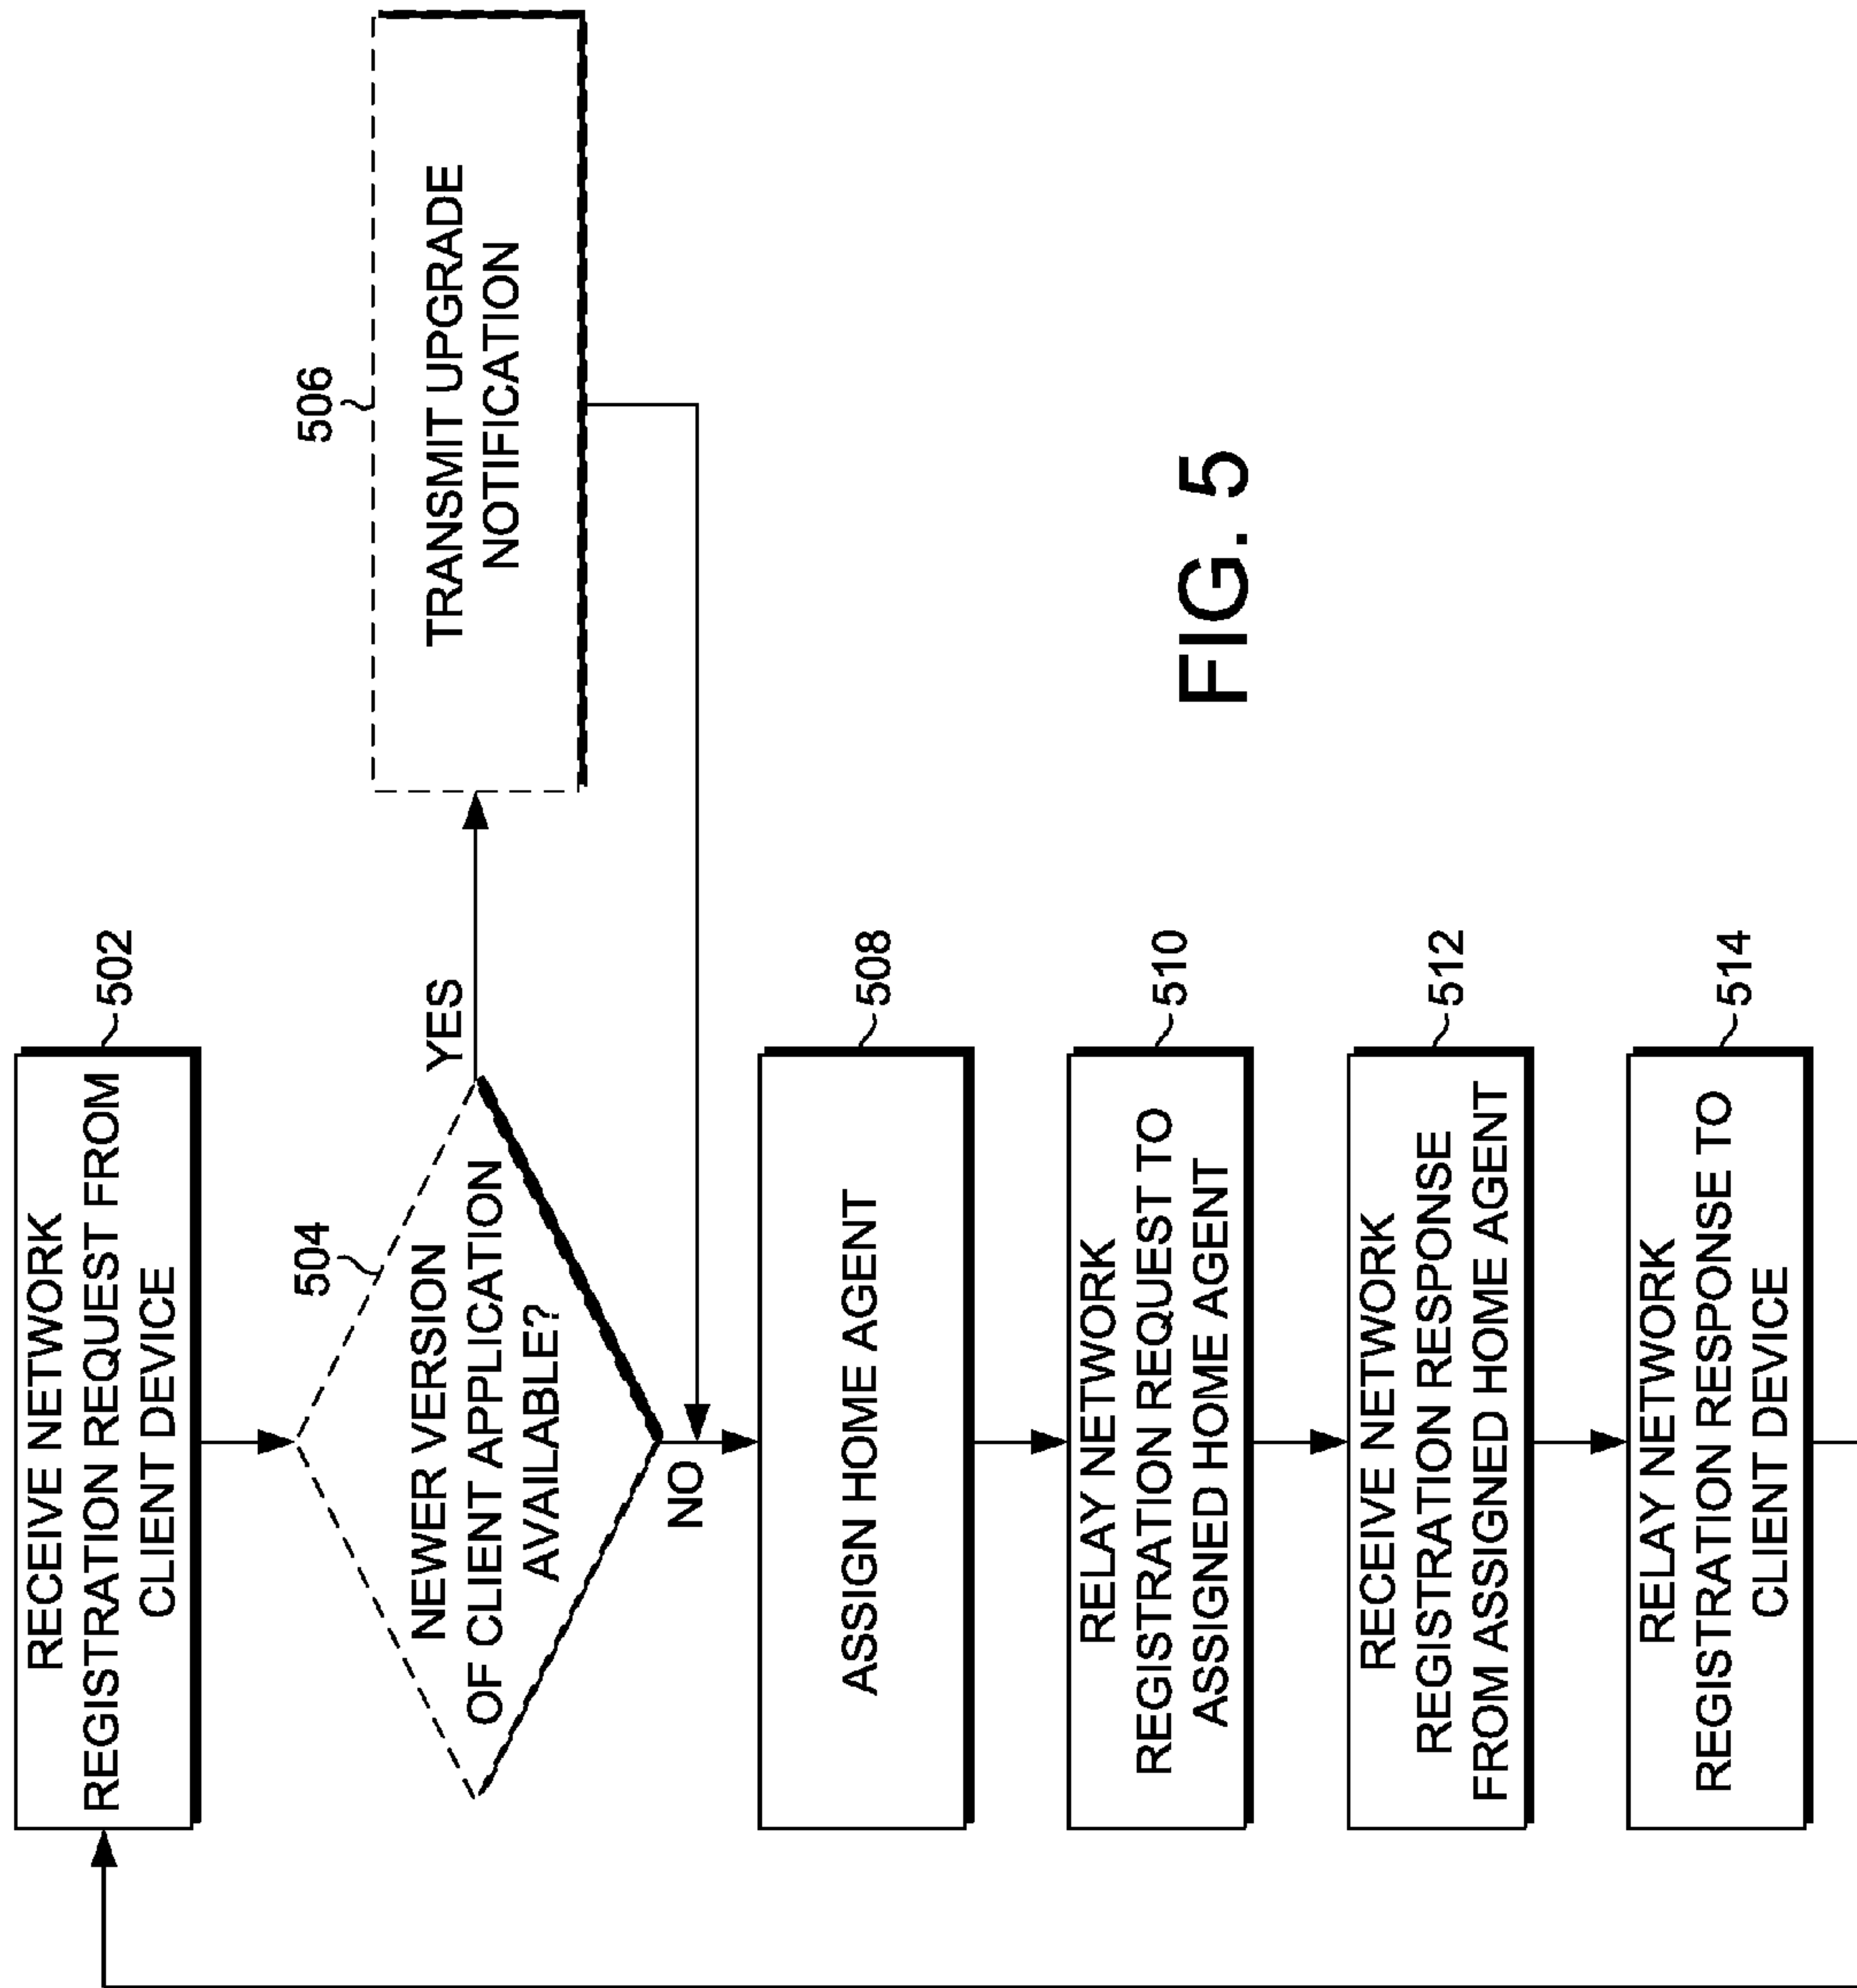 RECEIVE NETWORK
REGISTRATION REQUEST FROM
CLIENT DEVICE
502
504
NEWER VERSION
OF CLIENT APPLICATION
AVAILABLE?
YES
NO
506
TRANSMIT UPGRADE
NOTIFICATION
ASSIGN HOME AGENT
508
RELAY NETWORK
REGISTRATION REQUEST TO
ASSIGNED HOME AGENT
510
RECEIVE NETWORK
REGISTRATION RESPONSE
FROM ASSIGNED HOME AGENT
512
RELAY NETWORK
REGISTRATION RESPONSE TO
CLIENT DEVICE
514
FIG. 5